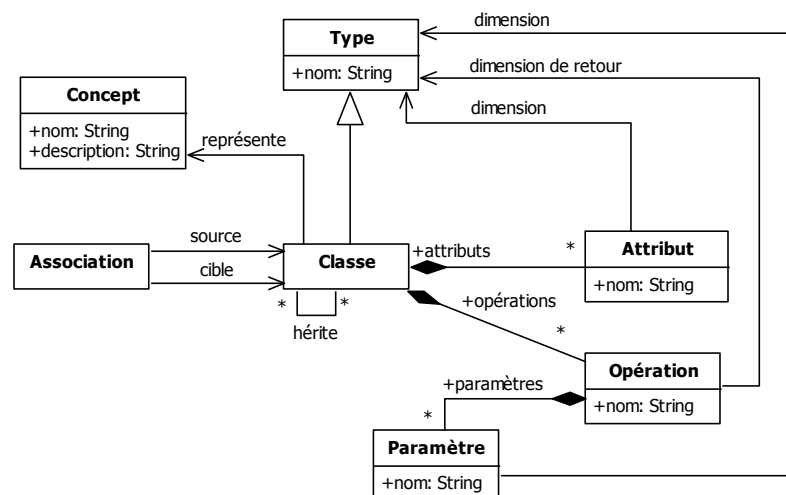 dimension
Type
+nom: String
dimension de retour
Concept
+nom: String
+description: String
dimension
représente
source
Association
cible
Classe
+attributs
*
Attribut
+nom: String
*
*
hérite
+opérations
*
Opération
+nom: String
+paramètres
*
Paramètre
+nom: String